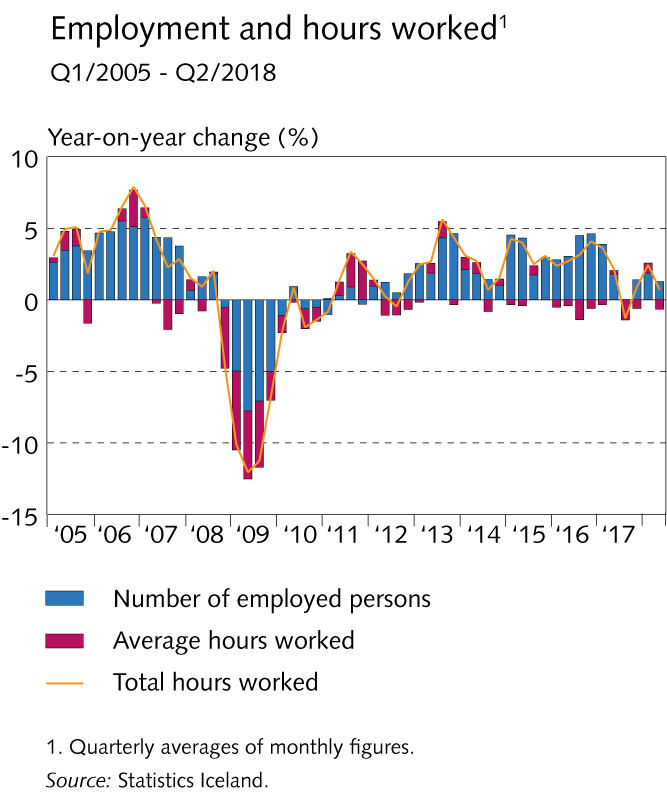 Employment and hours worked¹
Q1/2005 - Q2/2018
Year-on-year change (%)
10
5
0
-5
-10
-15
‘05 ‘06 ‘07 ‘08 ‘09 ‘10 ‘11 ‘12 ‘13 ‘14 ‘15 ‘16 ‘17
Number of employed persons
Average hours worked
Total hours worked
1. Quarterly averages of monthly figures.
Source: Statistics Iceland.